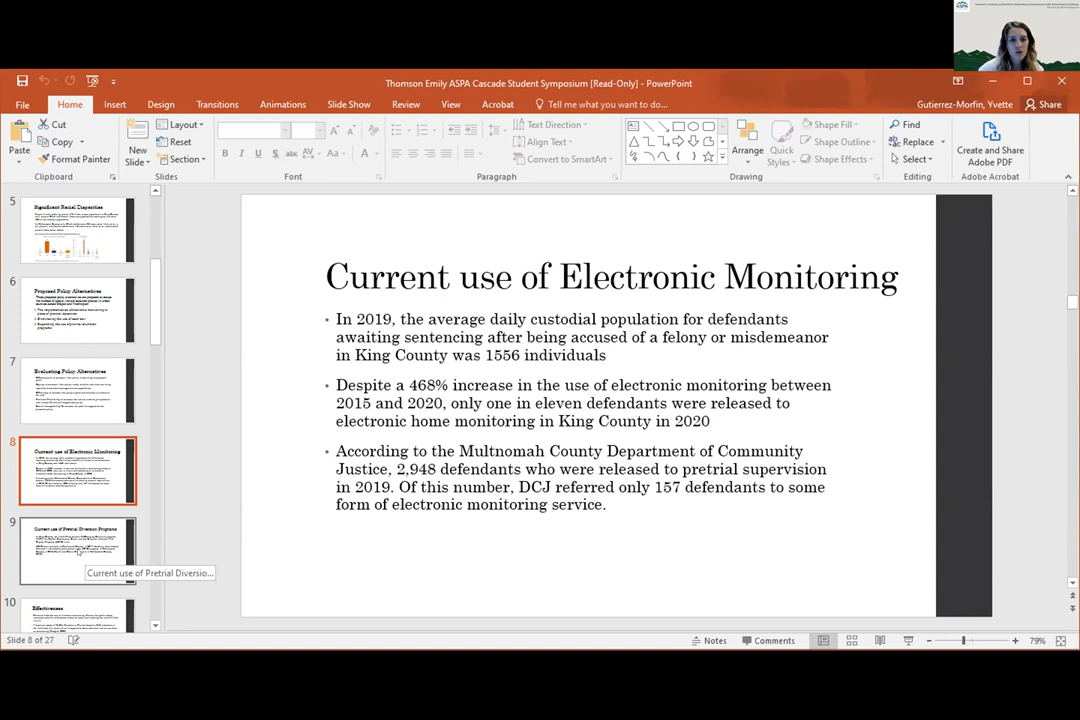 ASPA
Thomson Emily ASPA Cascade Student Symposium [Read-Only] - PowerPoint
File Home Insert Design Transitions Animations Slide Show Review View Acrobat Tell me what you want to do... Gutierrez-Morfin, Yvette Share
Paste
Cut
Copy
Format Painter
Clipboard
New Slide
Layout
Reset
Section
Slides
B I U S abc AV Aa A
Font
Text Direction
Align Text
Convert to SmartArt
Paragraph
Arrange
Quick Styles
Shape Fill
Shape Outline
Shape Effects
Drawing
Find
Replace
Select
Editing
Create and Share Adobe PDF
Adobe Acrobat
5
Significant Racial Disparities
6
Proposed Policy Alternatives
7
Evaluating Policy Alternatives
8
Current use of Electronic Monitoring
9
Current use of Pretrial Diversion Programs
Current use of Pretrial Diversio...
10
Effectiveness
Current use of Electronic Monitoring
• In 2019, the average daily custodial population for defendants
awaiting sentencing after being accused of a felony or misdemeanor
in King County was 1556 individuals
• Despite a 468% increase in the use of electronic monitoring between
2015 and 2020, only one in eleven defendants were released to
electronic home monitoring in King County in 2020
• According to the Multnomah County Department of Community
Justice, 2,948 defendants who were released to pretrial supervision
in 2019. Of this number, DCJ referred only 157 defendants to some
form of electronic monitoring service.
Slide 8 of 27
Notes Comments 79%